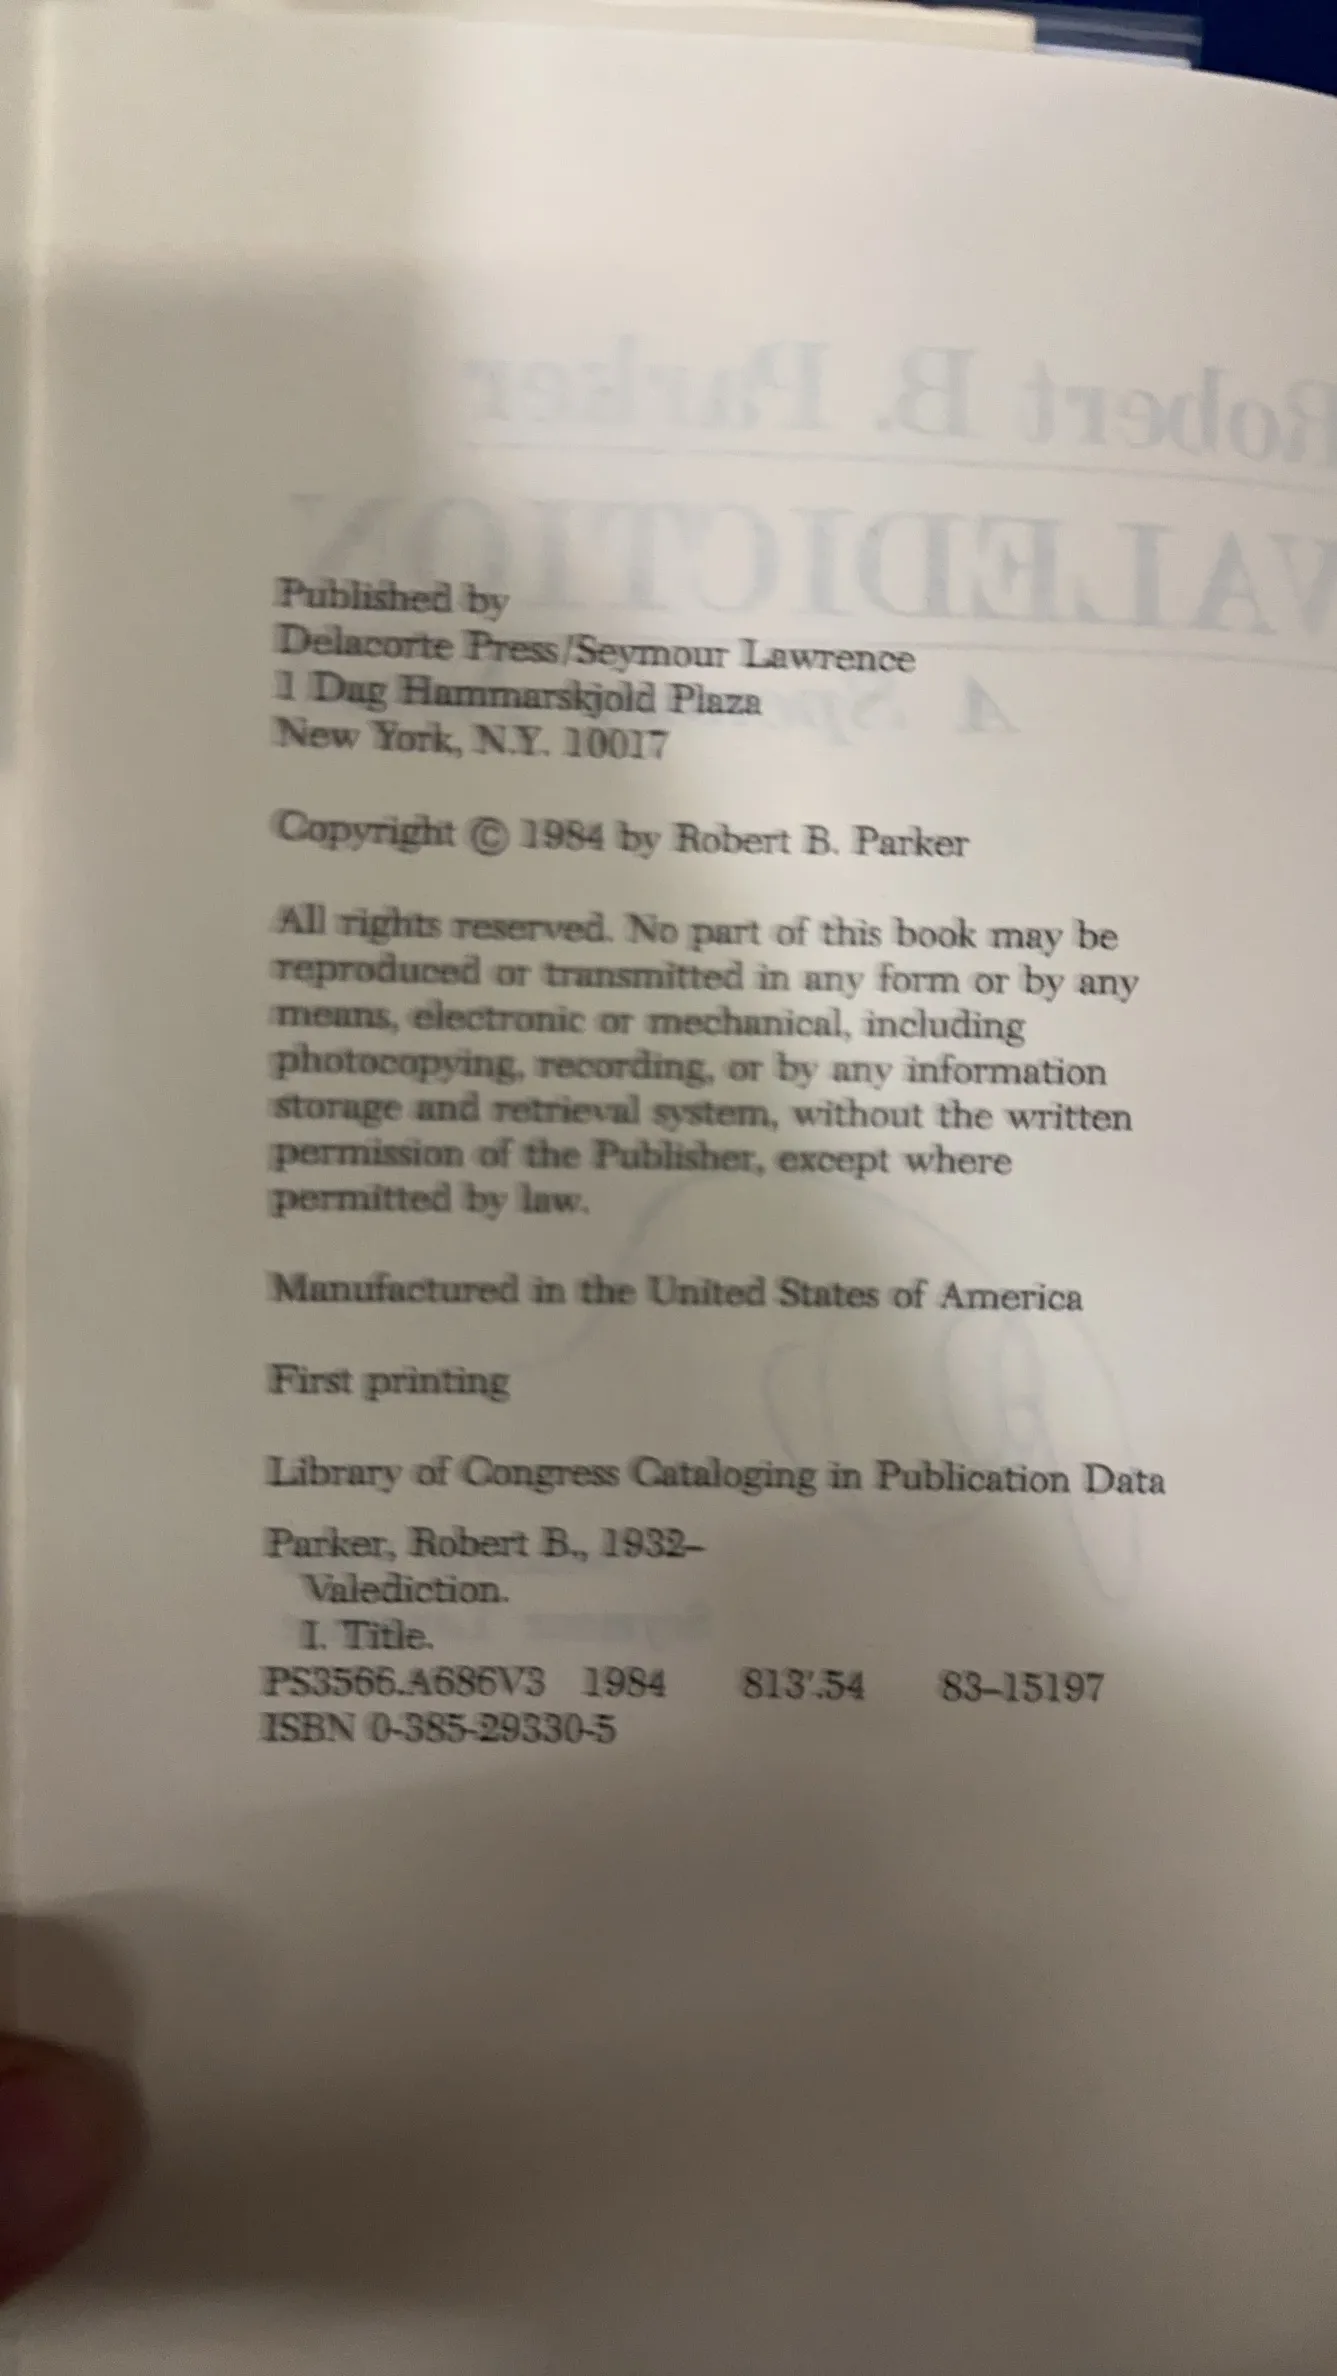 Robert B. Parker
VALEDICTION
Published by
Delacorte Press/Seymour Lawrence
1 Dag Hammarskjold Plaza
New York, N.Y. 10017
Copyright © 1984 by Robert B. Parker
All rights reserved. No part of this book may be
reproduced or transmitted in any form or by any
means, electronic or mechanical, including
photocopying, recording, or by any information
storage and retrieval system, without the written
permission of the Publisher, except where
permitted by law.
Manufactured in the United States of America
First printing
Library of Congress Cataloging in Publication Data
Parker, Robert B., 1932–
Valediction.
I. Title.
PS3566.A686V3 1984 813'.54 83–15197
ISBN 0-385-29330-5